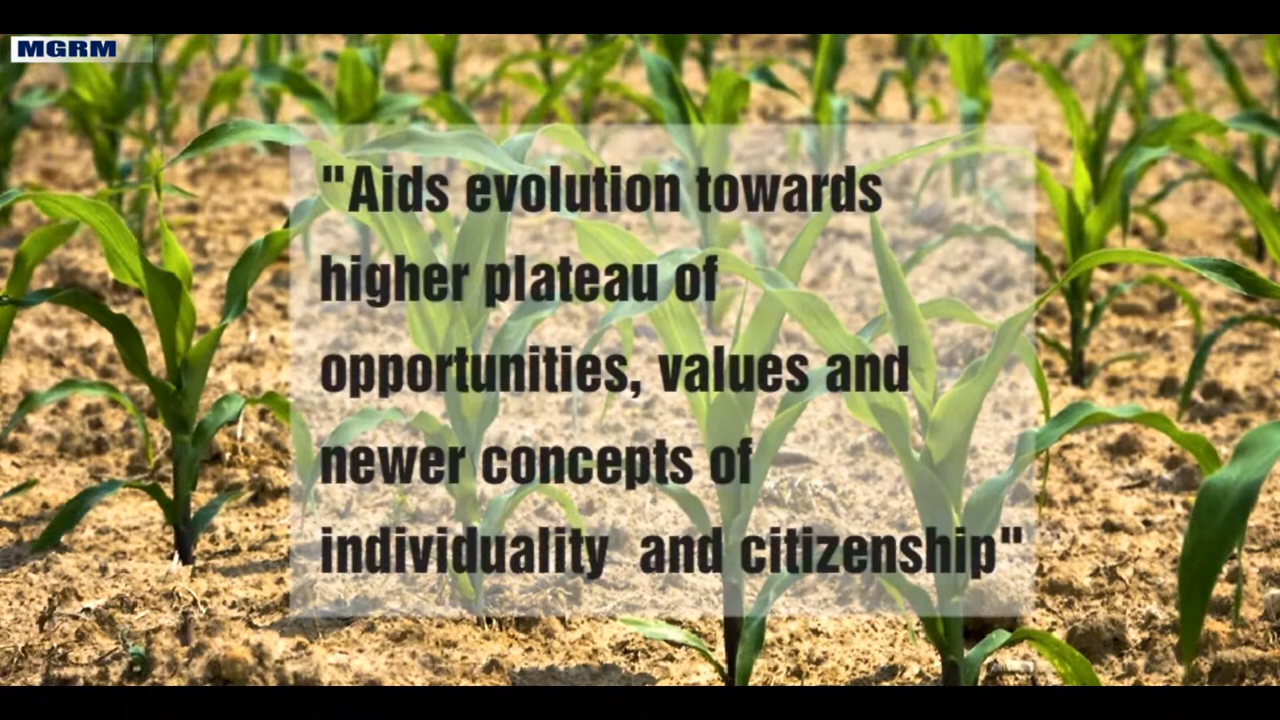 MGRM
"Aids evolution towards
higher plateau of
opportunities, values and
newer concepts of
individuality  and citizenship"